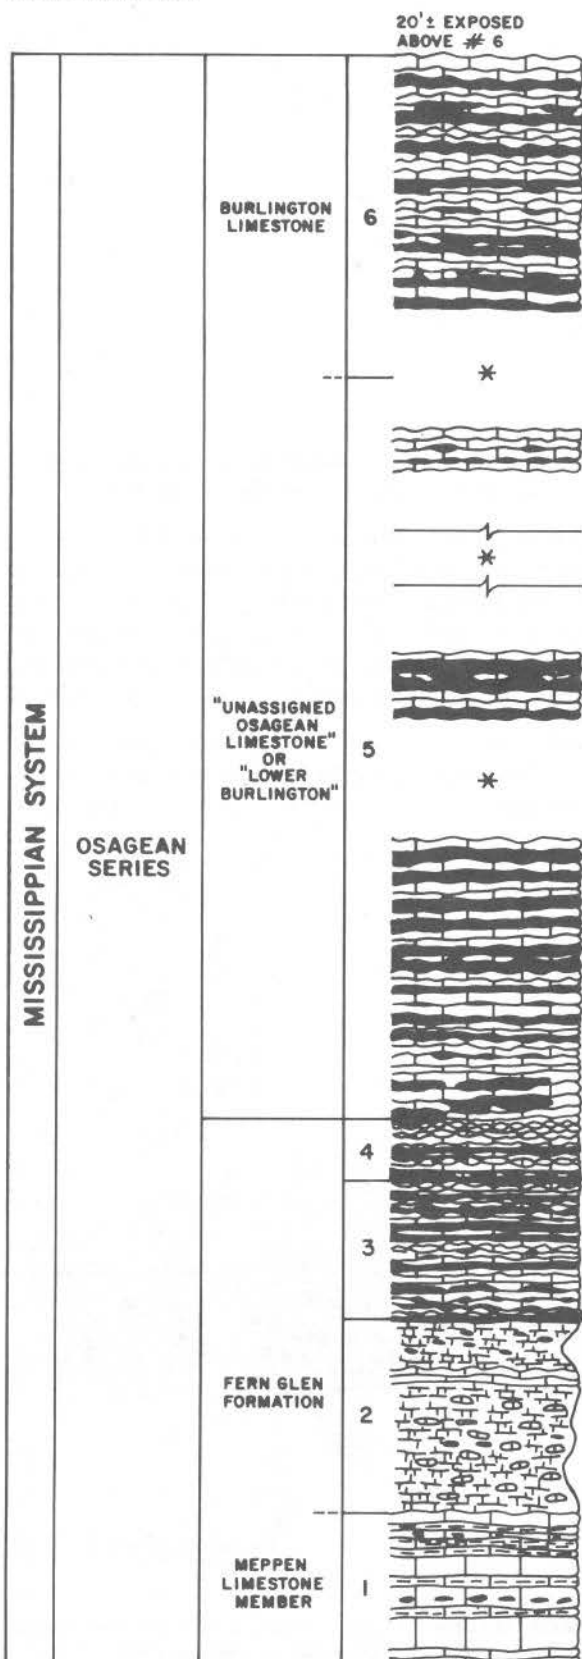 20'± EXPOSED
ABOVE # 6
BURLINGTON
LIMESTONE
6
*
*
"UNASSIGNED
OSAGEAN
LIMESTONE"
OR
"LOWER
BURLINGTON"
5
*
MISSISSIPPIAN SYSTEM
OSAGEAN
SERIES
4
3
FERN GLEN
FORMATION
2
MEPPEN
LIMESTONE
MEMBER
1